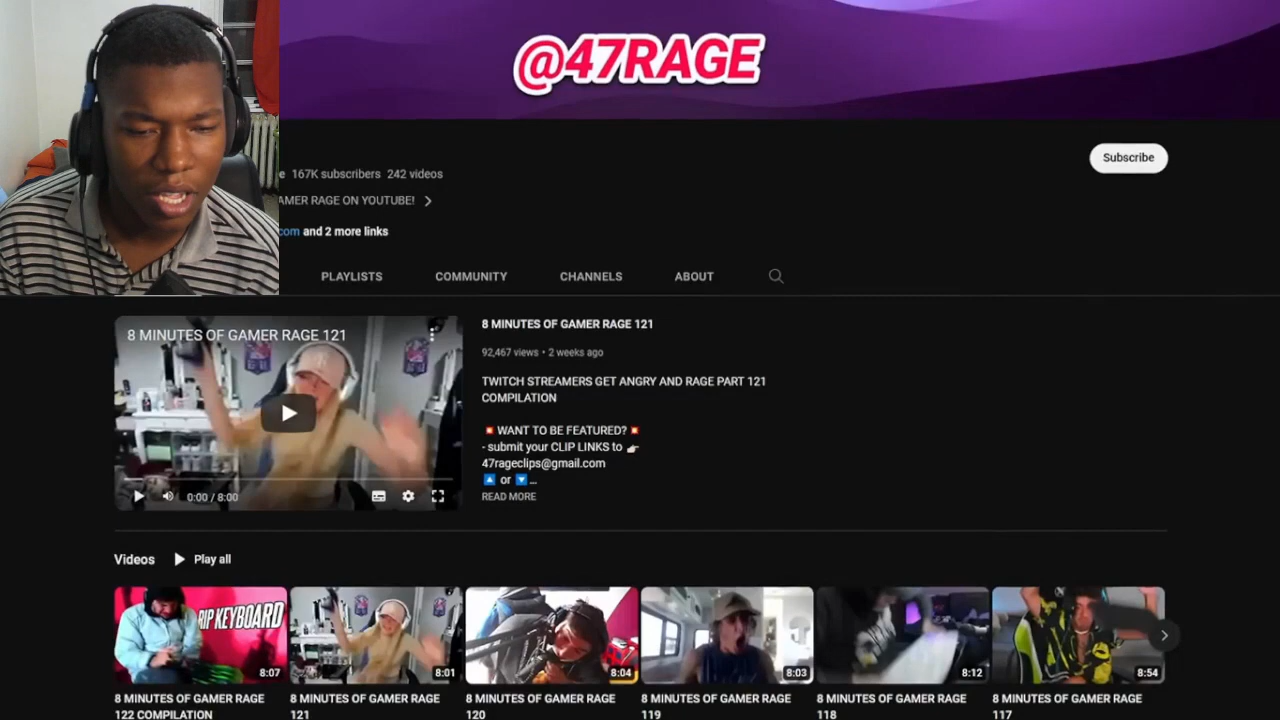 @47RAGE
Subscribe
e 167K subscribers 242 videos
AMER RAGE ON YOUTUBE!
com and 2 more links
PLAYLISTS COMMUNITY CHANNELS ABOUT
8 MINUTES OF GAMER RAGE 121
0:00 / 8:00
8 MINUTES OF GAMER RAGE 121
92,467 views • 2 weeks ago
TWITCH STREAMERS GET ANGRY AND RAGE PART 121
COMPILATION
💥 WANT TO BE FEATURED? 💥
- submit your CLIP LINKS to 👉🏻
47rageclips@gmail.com
🔼 or 🔽...
READ MORE
Videos Play all
RIP KEYBOARD
8:07 8:01 8:04 8:03 8:12 8:54
8 MINUTES OF GAMER RAGE
122 COMPILATION
8 MINUTES OF GAMER RAGE
121
8 MINUTES OF GAMER RAGE
120
8 MINUTES OF GAMER RAGE
119
8 MINUTES OF GAMER RAGE
118
8 MINUTES OF GAMER RAGE
117